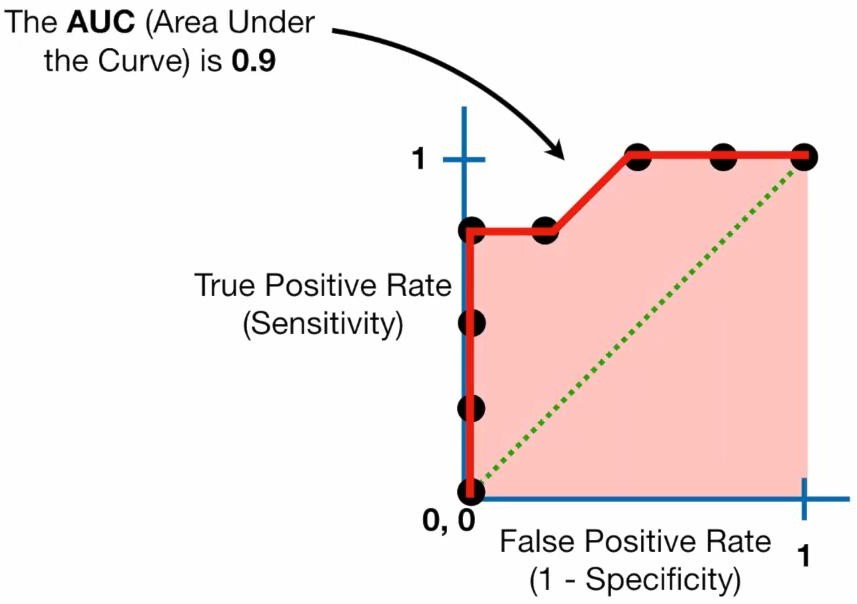 The AUC (Area Under
the Curve) is 0.9
1
True Positive Rate
(Sensitivity)
0, 0
False Positive Rate
(1 - Specificity)
1